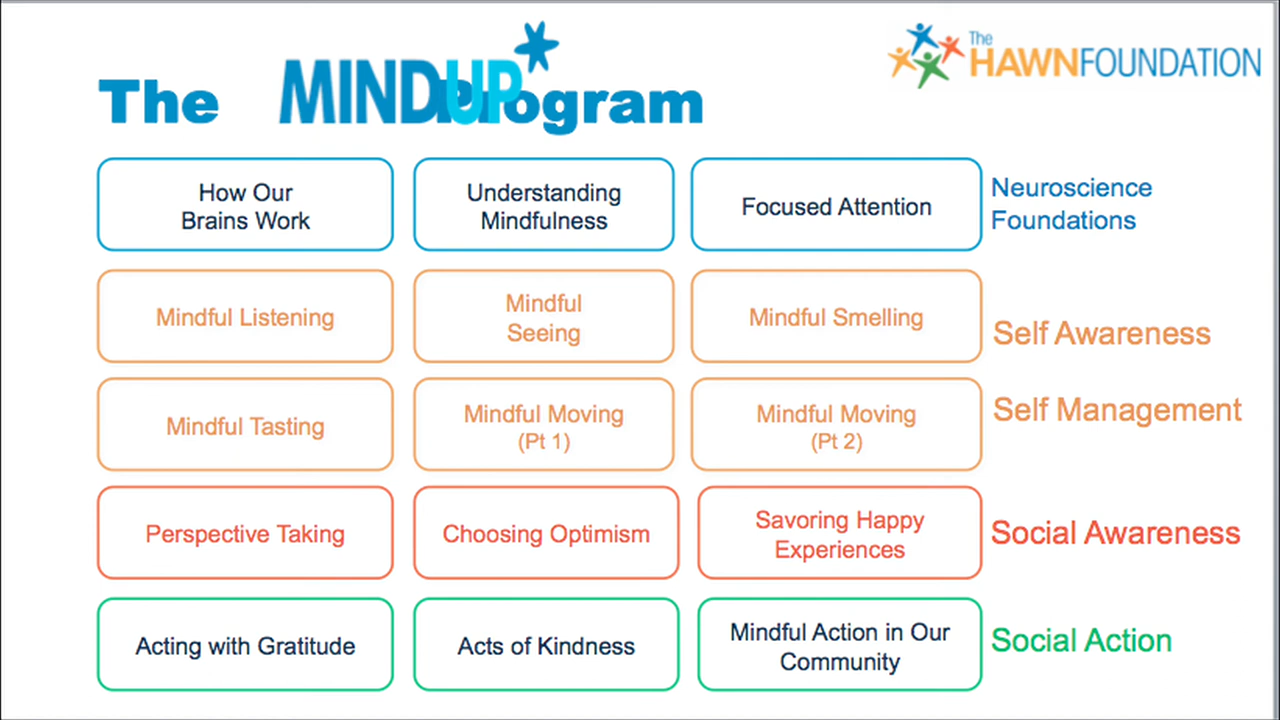 The MINDUP Program
The
HAWNFOUNDATION
How Our
Brains Work
Understanding
Mindfulness
Focused Attention
Neuroscience
Foundations
Mindful Listening
Mindful
Seeing
Mindful Smelling
Self Awareness
Mindful Tasting
Mindful Moving
(Pt 1)
Mindful Moving
(Pt 2)
Self Management
Perspective Taking
Choosing Optimism
Savoring Happy
Experiences
Social Awareness
Acting with Gratitude
Acts of Kindness
Mindful Action in Our
Community
Social Action